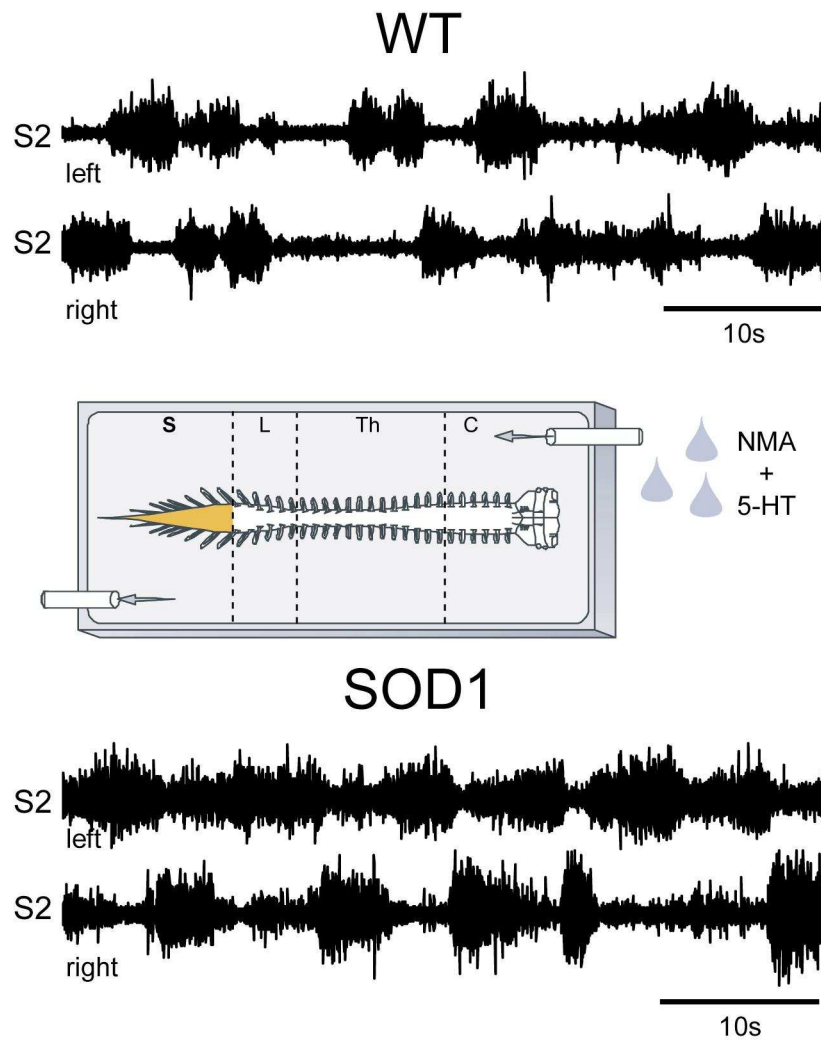 WT
S2
left
S2
right
10s
S L Th C
NMA
+
5-HT
SOD1
S2
left
S2
right
10s